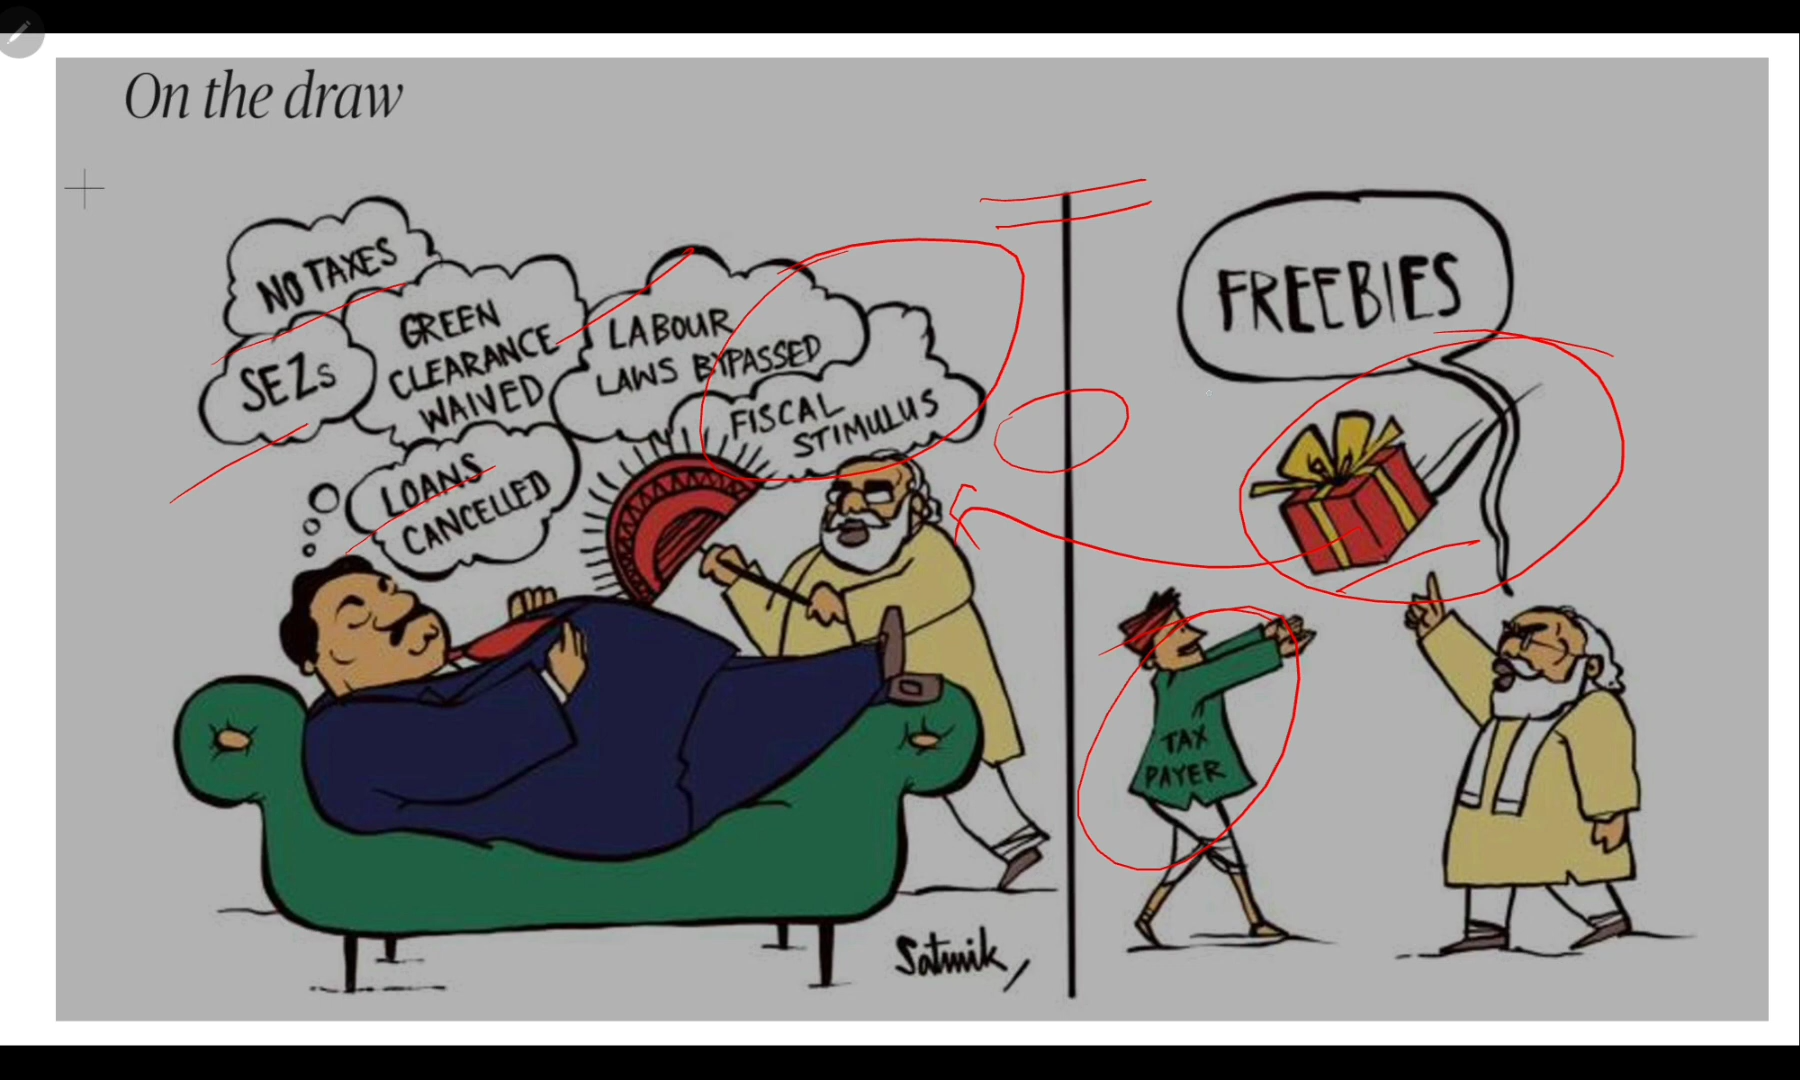 On the draw
NO TAXES
SEZs
GREEN
CLEARANCE
WAIVED
LABOUR
LAWS BYPASSED
FISCAL
STIMULUS
LOANS
CANCELLED
Satwik
FREEBIES
TAX
PAYER